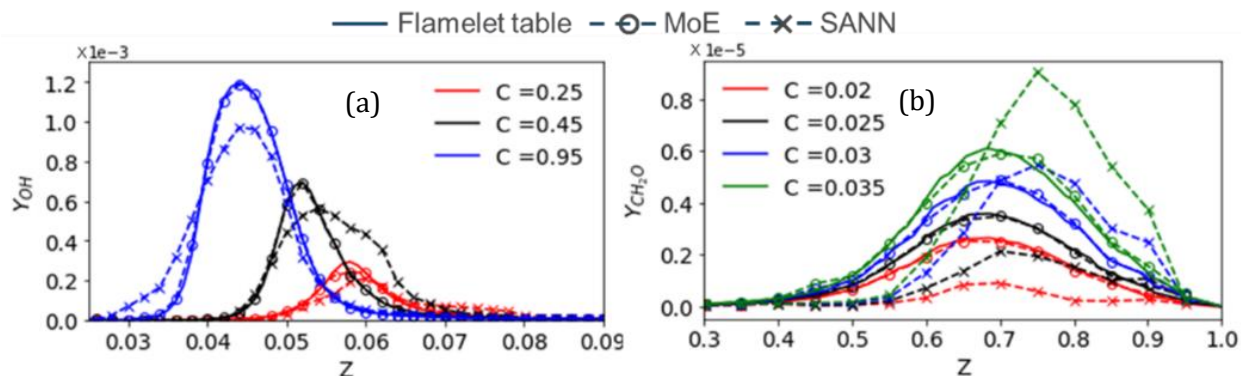 Flamelet table MoE SANN
X1e-3
(a)
C =0.25
C =0.45
C =0.95
1.2
1.0
0.8
0.6
0.4
0.2
0.0
Y_OH
0.03 0.04 0.05 0.06 0.07 0.08 0.09
Z
X 1e-5
(b)
C =0.02
C =0.025
C =0.03
C =0.035
0.8
0.6
0.4
0.2
0.0
Y_CH₂O
0.3 0.4 0.5 0.6 0.7 0.8 0.9 1.0
Z